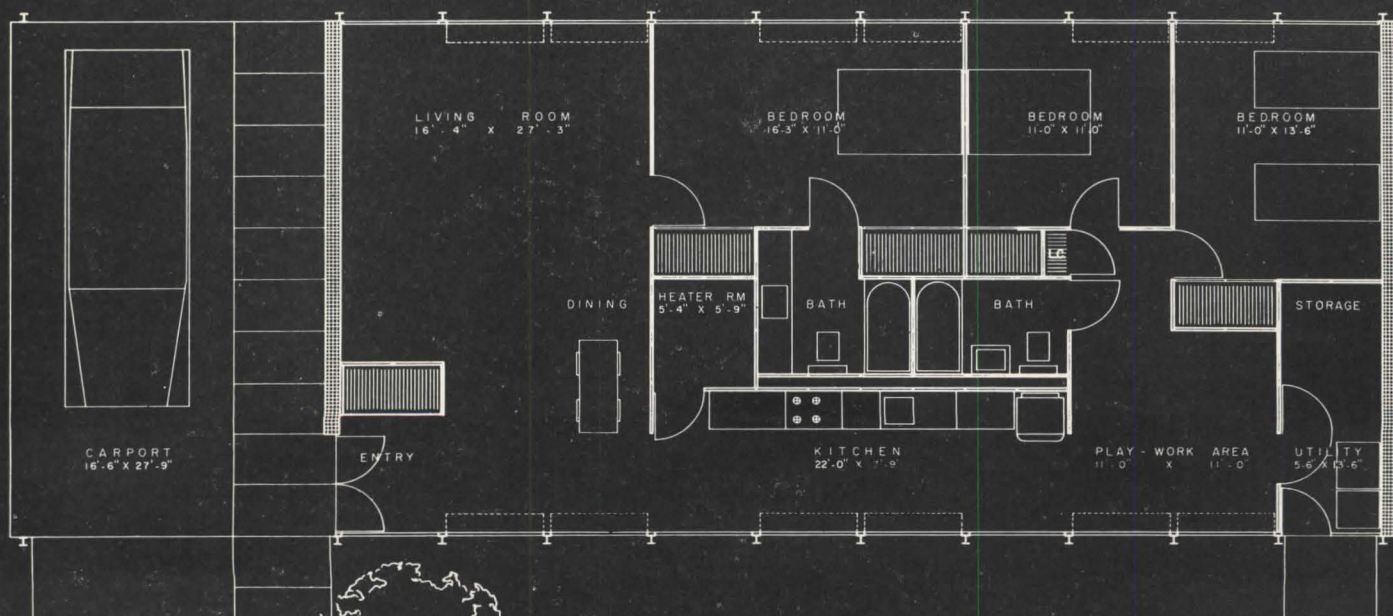 LIVING ROOM
16'-4" X 27'-3"
BEDROOM
16'-3" X 11'-0"
BEDROOM
11'-0" X 11'-0"
BEDROOM
11'-0" X 13'-6"
LC
DINING
HEATER RM
5'-4" X 5'-9"
BATH
BATH
STORAGE
CARPORT
16'-6" X 27'-9"
ENTRY
KITCHEN
22'-0" X 7'-9"
PLAY-WORK AREA
11'-0" X 11'-0"
UTILITY
5-6" X 13'-6"